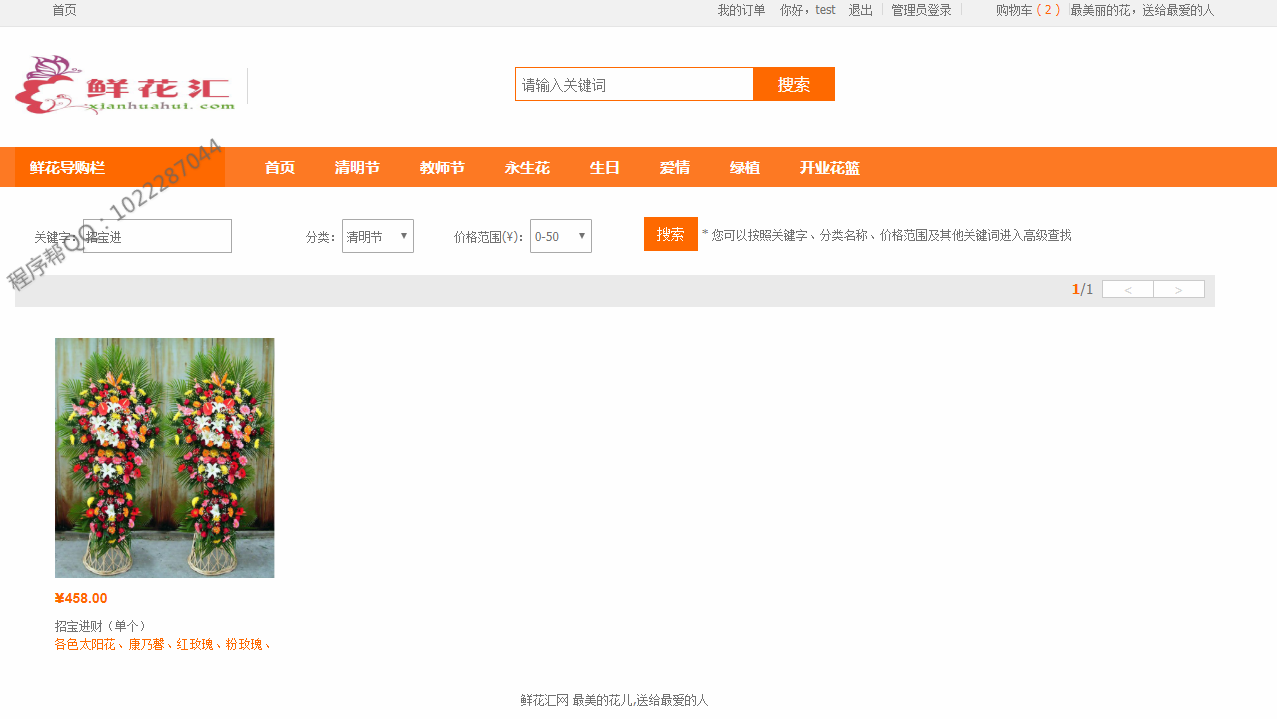 首页
我的订单 你好，test 退出 管理员登录 购物车（2） 最美丽的花，送给最爱的人
鲜花汇
xianhuahui.com
请输入关键词 搜索
鲜花导购栏 首页 清明节 教师节 永生花 生日 爱情 绿植 开业花篮
程序帮QQ：1022287044
关键字：招宝进 分类：清明节 价格范围(¥)：0-50 搜索 * 您可以按照关键字、分类名称、价格范围及其他关键词进入高级查找
1/1 < >
¥458.00
招宝进财（单个）
各色太阳花、康乃馨、红玫瑰、粉玫瑰、
鲜花汇网 最美的花儿,送给最爱的人